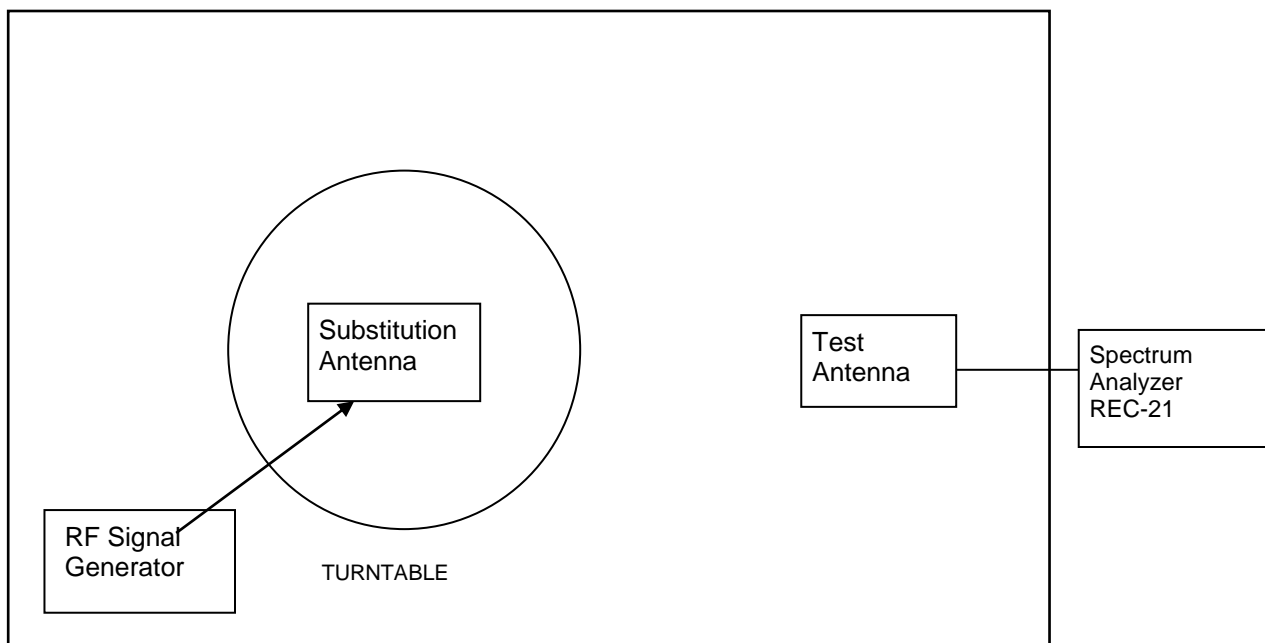 Substitution
Antenna
Test
Antenna
Spectrum
Analyzer
REC-21
RF Signal
Generator
TURNTABLE